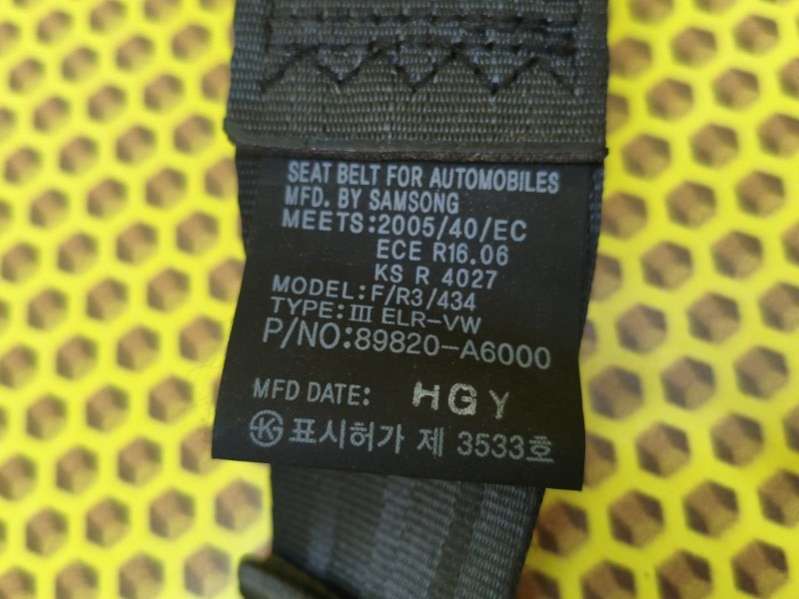 SEAT BELT FOR AUTOMOBILES
MFD. BY SAMSONG
MEETS:2005/40/EC
ECE R16.06
KS R 4027
MODEL:F/R3/434
TYPE:III ELR-VW
P/NO:89820-A6000
MFD DATE: HGY
표시허가 제 3533호